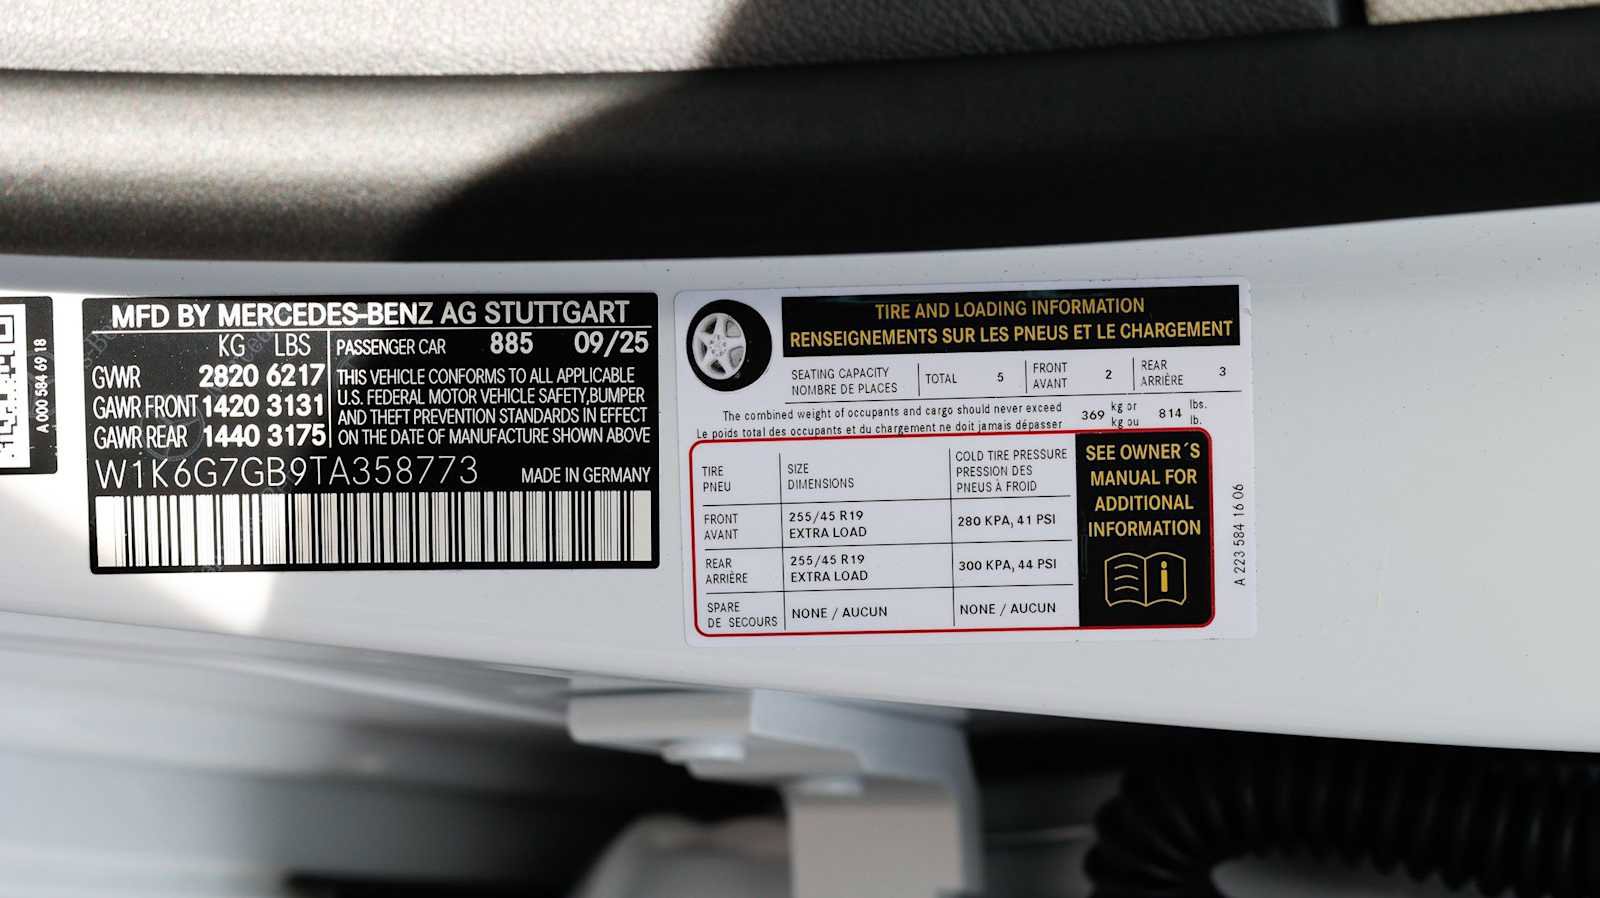 A 000 584 69 18
MFD BY MERCEDES-BENZ AG STUTTGART
KG LBS
GVWR 2820 6217
GAWR FRONT 1420 3131
GAWR REAR 1440 3175
PASSENGER CAR 885 09/25
THIS VEHICLE CONFORMS TO ALL APPLICABLE
U.S. FEDERAL MOTOR VEHICLE SAFETY,BUMPER
AND THEFT PREVENTION STANDARDS IN EFFECT
ON THE DATE OF MANUFACTURE SHOWN ABOVE
W1K6G7GB9TA358773 MADE IN GERMANY
TIRE AND LOADING INFORMATION
RENSEIGNEMENTS SUR LES PNEUS ET LE CHARGEMENT
SEATING CAPACITY
NOMBRE DE PLACES
TOTAL 5
FRONT
AVANT
2
REAR
ARRIÈRE
3
The combined weight of occupants and cargo should never exceed
Le poids total des occupants et du chargement ne doit jamais dépasser
369 kg or
kg ou
814 lbs.
lb.
TIRE
PNEU
SIZE
DIMENSIONS
COLD TIRE PRESSURE
PRESSION DES
PNEUS À FROID
FRONT
AVANT
255/45 R19
EXTRA LOAD
280 KPA, 41 PSI
REAR
ARRIÈRE
255/45 R19
EXTRA LOAD
300 KPA, 44 PSI
SPARE
DE SECOURS
NONE / AUCUN
NONE / AUCUN
SEE OWNER´S
MANUAL FOR
ADDITIONAL
INFORMATION
A 223 584 16 06